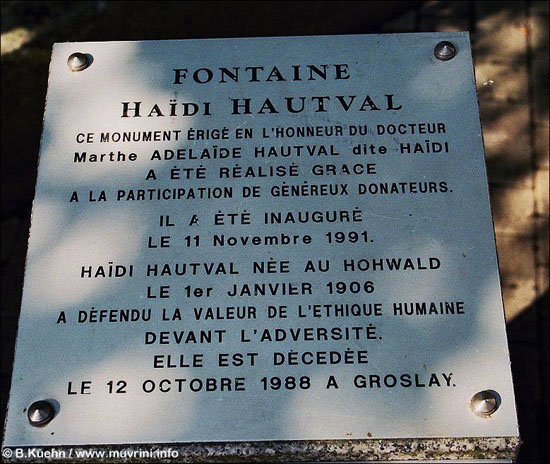 FONTAINE
HAÏDI HAUTVAL
CE MONUMENT ÉRIGÉ EN L'HONNEUR DU DOCTEUR
Marthe ADELAÏDE HAUTVAL dite HAÏDI
A ÉTÉ RÉALISÉ GRACE
A LA PARTICIPATION DE GÉNÉREUX DONATEURS.
IL A ÉTÉ INAUGURÉ
LE 11 Novembre 1991.
HAÏDI HAUTVAL NÉE AU HOHWALD
LE 1er JANVIER 1906
A DÉFENDU LA VALEUR DE L'ETHIQUE HUMAINE
DEVANT L'ADVERSITÉ.
ELLE EST DÉCEDÉE
LE 12 OCTOBRE 1988 A GROSLAY.
© B.Kuehn / www.muvrini.info